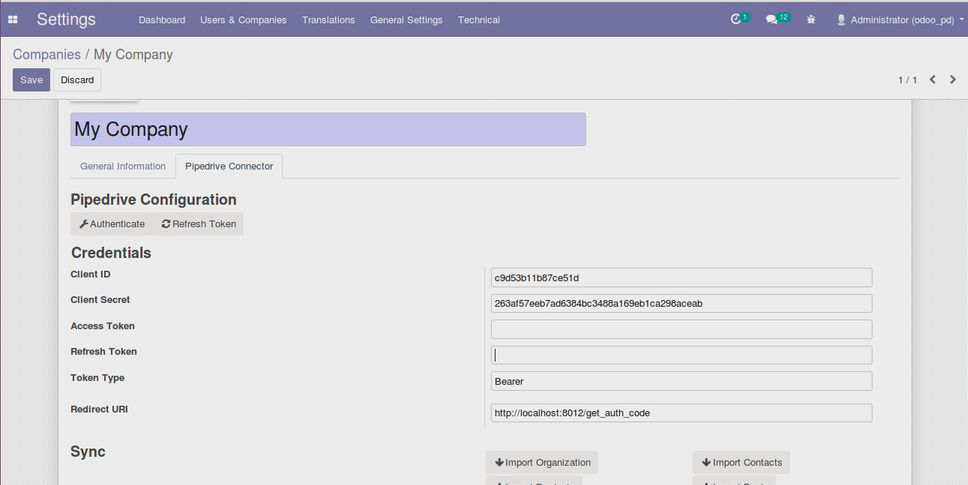 Settings Dashboard Users & Companies Translations General Settings Technical 1 12 Administrator (odoo_pd)
Companies / My Company
Save Discard 1 / 1
My Company
General Information Pipedrive Connector
Pipedrive Configuration
Authenticate Refresh Token
Credentials
Client ID c9d53b11b87ce51d
Client Secret 263af57eeb7ad6384bc3488a169eb1ca298aceab
Access Token
Refresh Token
Token Type Bearer
Redirect URI http://localhost:8012/get_auth_code
Sync Import Organization Import Contacts